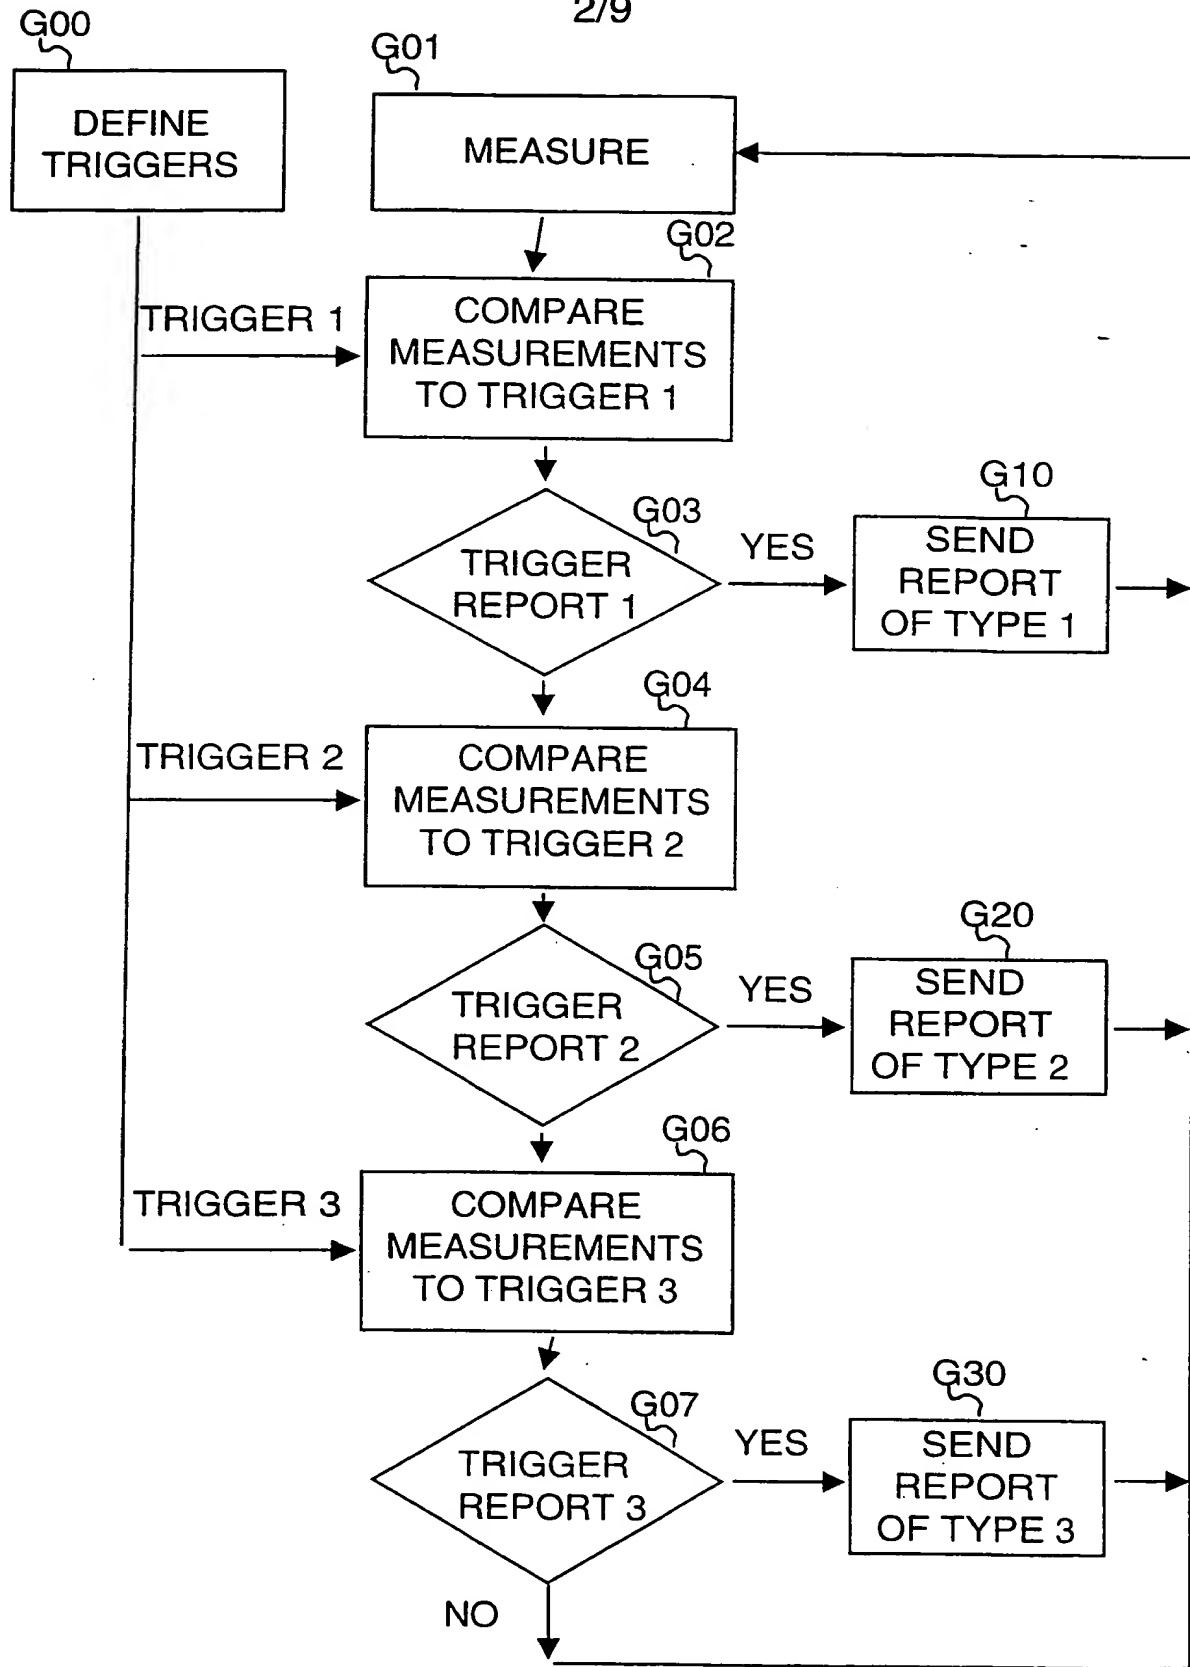 2/9
G00
DEFINE
TRIGGERS
G01
MEASURE
G02
TRIGGER 1
COMPARE
MEASUREMENTS
TO TRIGGER 1
G03
TRIGGER
REPORT 1
YES
G10
SEND
REPORT
OF TYPE 1
G04
TRIGGER 2
COMPARE
MEASUREMENTS
TO TRIGGER 2
G05
TRIGGER
REPORT 2
YES
G20
SEND
REPORT
OF TYPE 2
G06
TRIGGER 3
COMPARE
MEASUREMENTS
TO TRIGGER 3
G07
TRIGGER
REPORT 3
YES
G30
SEND
REPORT
OF TYPE 3
NO